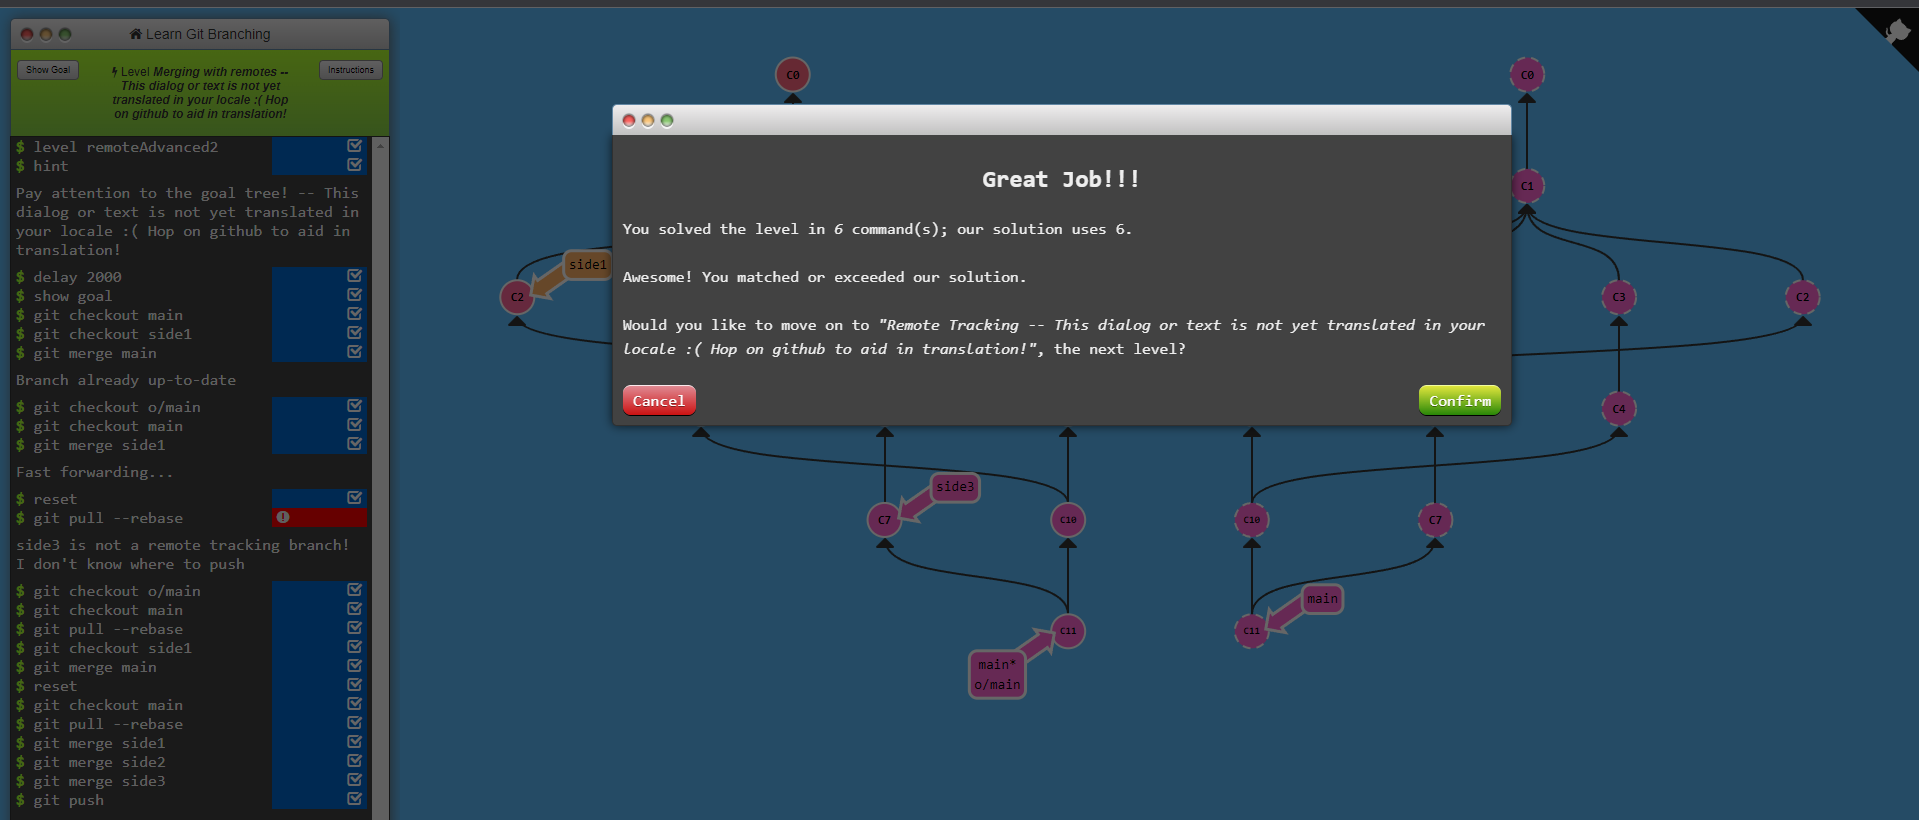 Learn Git Branching
Show Goal
Level Merging with remotes --
This dialog or text is not yet
translated in your locale :( Hop
on github to aid in translation!
Instructions
$ level remoteAdvanced2
$ hint
Pay attention to the goal tree! -- This
dialog or text is not yet translated in
your locale :( Hop on github to aid in
translation!
$ delay 2000
$ show goal
$ git checkout main
$ git checkout side1
$ git merge main
Branch already up-to-date
$ git checkout o/main
$ git checkout main
$ git merge side1
Fast forwarding...
$ reset
$ git pull --rebase
side3 is not a remote tracking branch!
I don't know where to push
$ git checkout o/main
$ git checkout main
$ git pull --rebase
$ git checkout side1
$ git merge main
$ reset
$ git checkout main
$ git pull --rebase
$ git merge side1
$ git merge side2
$ git merge side3
$ git push
C0
C0
Great Job!!!
You solved the level in 6 command(s); our solution uses 6.
Awesome! You matched or exceeded our solution.
Would you like to move on to "Remote Tracking -- This dialog or text is not yet translated in your
locale :( Hop on github to aid in translation!", the next level?
Cancel
Confirm
C1
side1
C2
C3
C2
C4
side3
C7
C10
C10
C7
main
C11
C11
main*
o/main